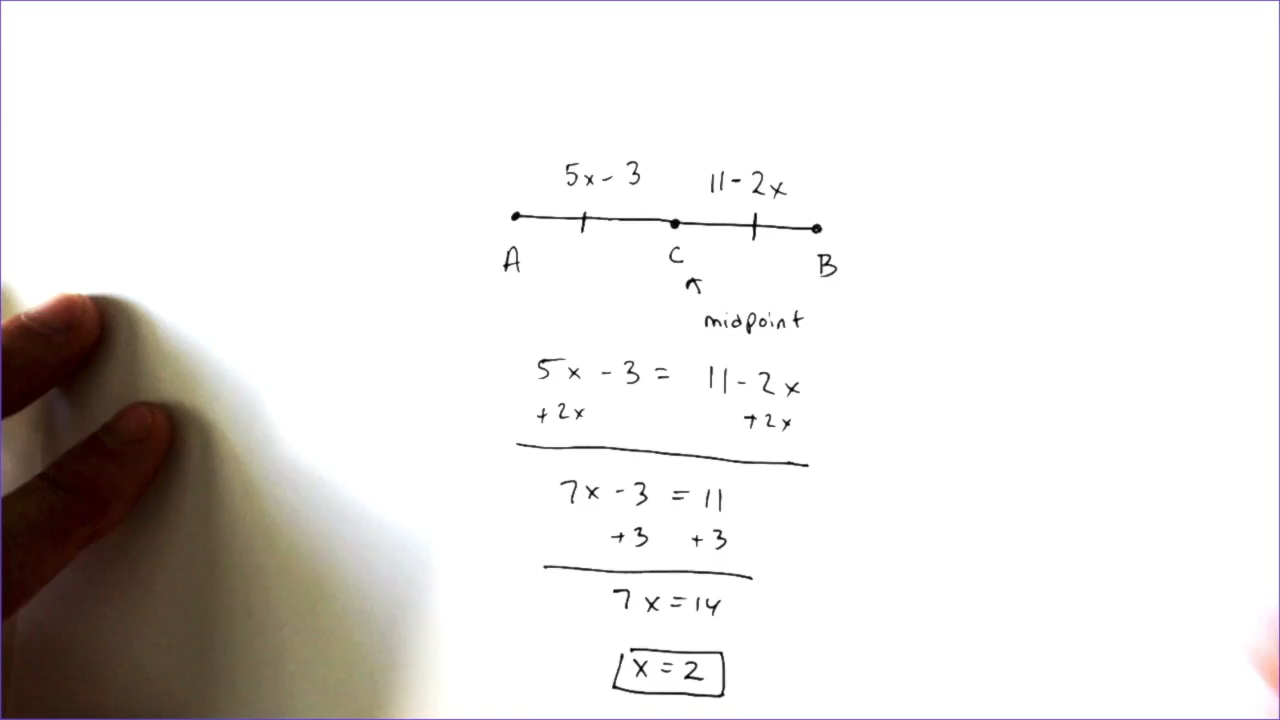 5x - 3 11 - 2x
A C B
midpoint
5x - 3 = 11 - 2x
+ 2x + 2x
7x - 3 = 11
+3 +3
7x = 14
x = 2